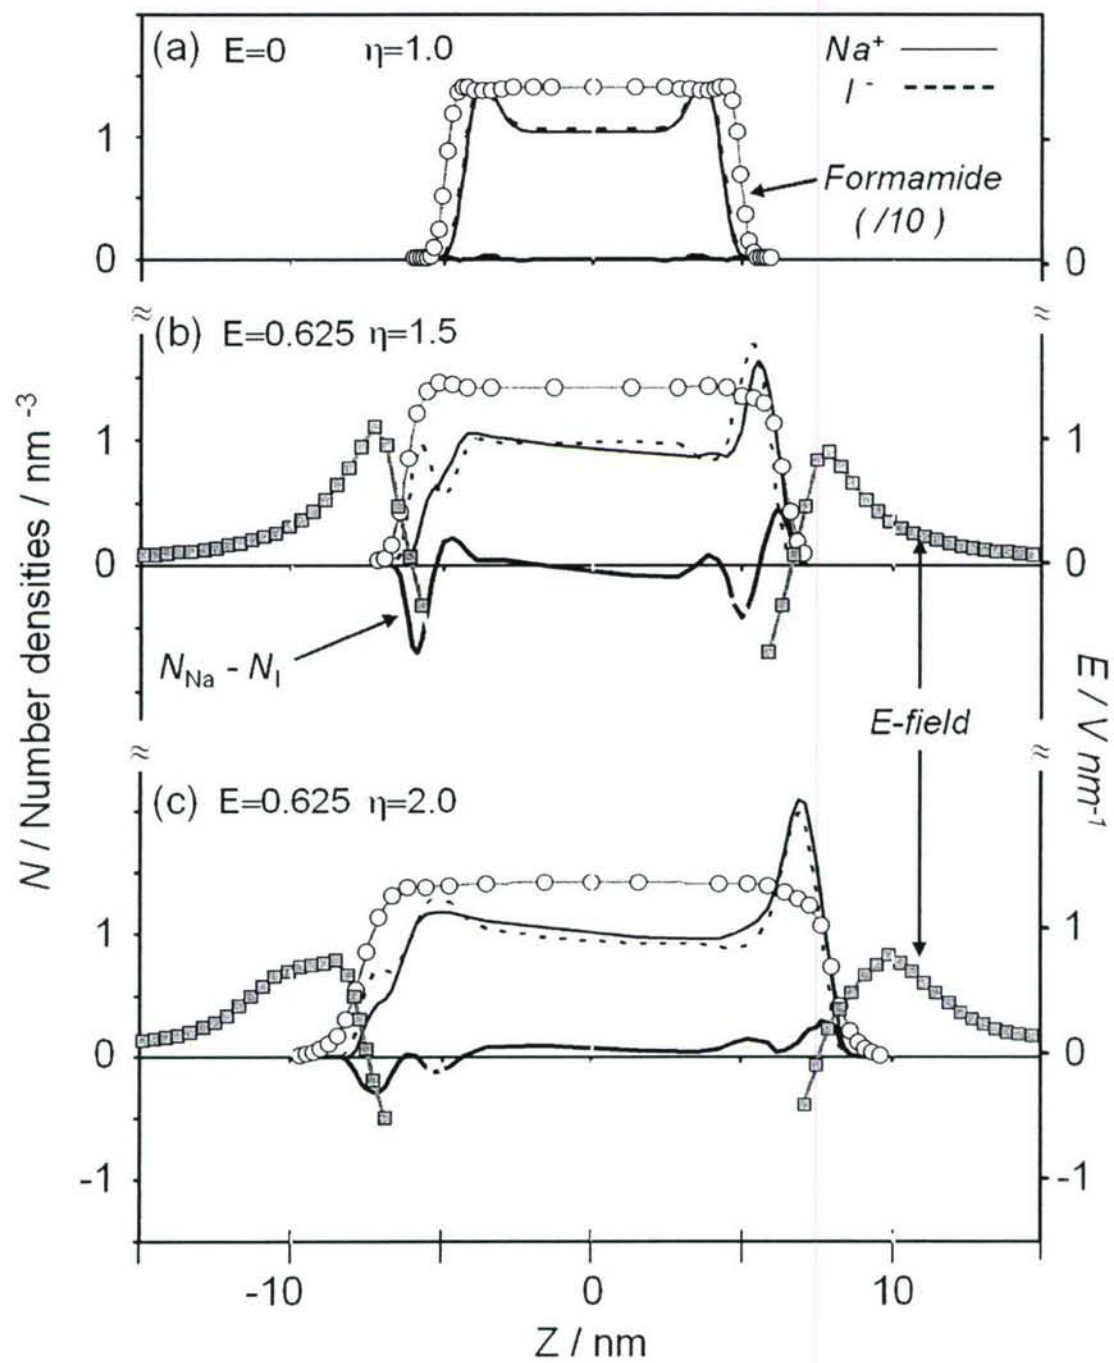 (a) E=0 η=1.0
Na⁺
I⁻
1
Formamide
(/10)
0
0
≈
≈
(b) E=0.625 η=1.5
1
1
0
0
N_Na - N_I
N / Number densities / nm⁻³
E / V nm⁻¹
E-field
≈
≈
(c) E=0.625 η=2.0
1
1
0
0
-1
-1
-10
0
10
Z / nm